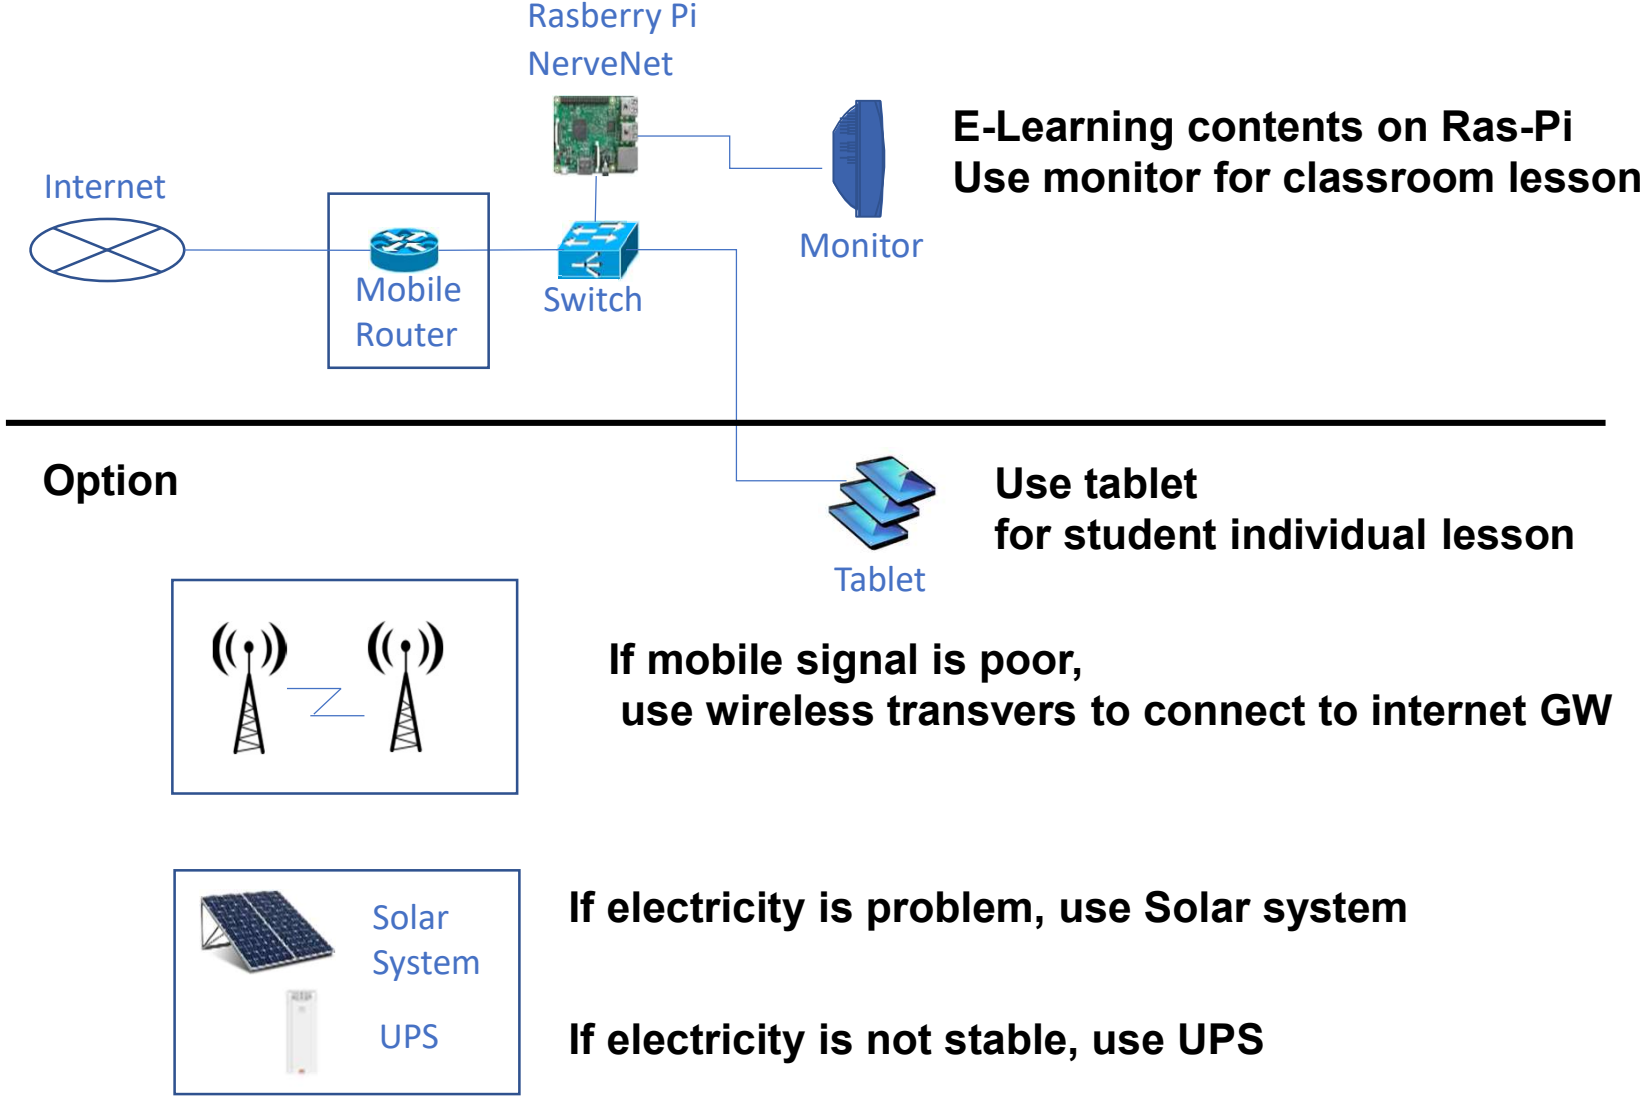 Rasberry Pi
NerveNet
E-Learning contents on Ras-Pi
Use monitor for classroom lesson
Internet
Monitor
Mobile
Router
Switch
Option
Use tablet
for student individual lesson
Tablet
If mobile signal is poor,
use wireless transvers to connect to internet GW
Solar
System
If electricity is problem, use Solar system
UPS
If electricity is not stable, use UPS